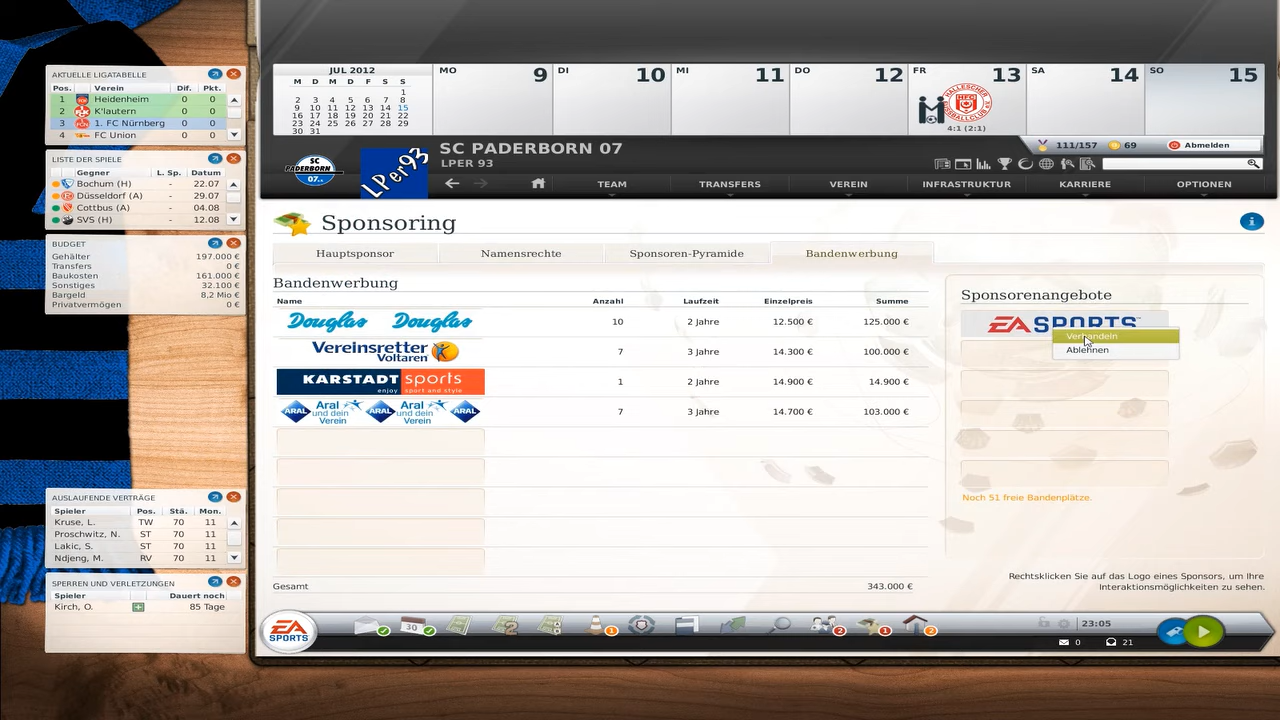 AKTUELLE LIGATABELLE
Pos. Verein Dif. Pkt.
1 Heidenheim 0 0
2 K'lautern 0 0
3 1. FC Nürnberg 0 0
4 FC Union 0 0
LISTE DER SPIELE
Gegner L. Sp. Datum
Bochum (H) - 22.07
Düsseldorf (A) - 29.07
Cottbus (A) - 04.08
SVS (H) - 12.08
BUDGET
Gehälter 197.000 €
Transfers 0 €
Baukosten 161.000 €
Sonstiges 32.100 €
Bargeld 8,2 Mio €
Privatvermögen 0 €
AUSLAUFENDE VERTRÄGE
Spieler Pos. Stä. Mon.
Kruse, L. TW 70 11
Proschwitz, N. ST 70 11
Lakic, S. ST 70 11
Ndjeng, M. RV 70 11
SPERREN UND VERLETZUNGEN
Spieler Dauert noch
Kirch, O. 85 Tage
JUL 2012
M D M D F S S
1
2 3 4 5 6 7 8
9 10 11 12 13 14 15
16 17 18 19 20 21 22
23 24 25 26 27 28 29
30 31
MO 9 DI 10 MI 11 DO 12 FR 13 SA 14 SO 15
HALLESCHER
HFC
4:1 (2:1)
SC PADERBORN 07
LPER 93
SC
PADERBORN
07
LPer93
111/157 69 Abmelden
TEAM TRANSFERS VEREIN INFRASTRUKTUR KARRIERE OPTIONEN
Sponsoring
Hauptsponsor Namensrechte Sponsoren-Pyramide Bandenwerbung
Bandenwerbung
Name Anzahl Laufzeit Einzelpreis Summe
Douglas Douglas 10 2 Jahre 12.500 € 125.000 €
Vereinsretter Voltaren 7 3 Jahre 14.300 € 100.000 €
KARSTADT sports enjoy sport and style 1 2 Jahre 14.900 € 14.900 €
ARAL Aral und dein Verein ARAL Aral und dein Verein ARAL 7 3 Jahre 14.700 € 103.000 €
Gesamt 343.000 €
Sponsorenangebote
EA SPORTS
Verhandeln
Ablehnen
Noch 51 freie Bandenplätze.
Rechtsklicken Sie auf das Logo eines Sponsors, um Ihre
Interaktionsmöglichkeiten zu sehen.
EA
SPORTS
30 2 1 2 1 2
23:05
0 21